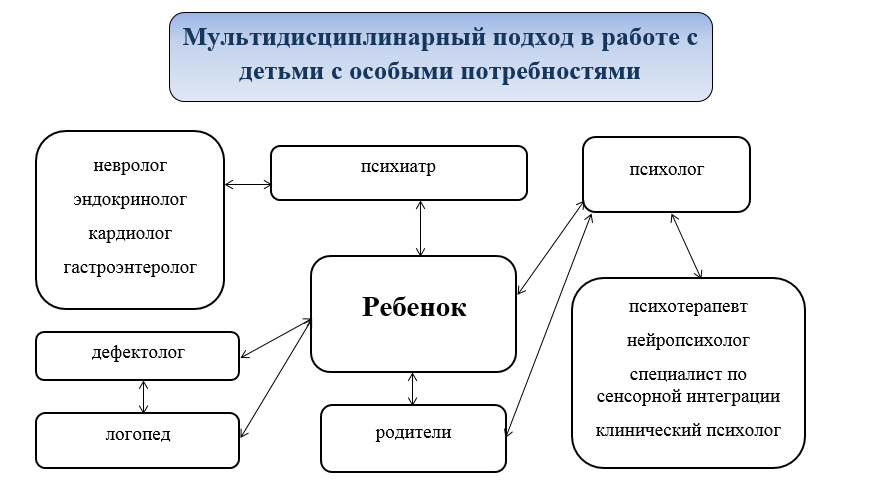 Мультидисциплинарный подход в работе с
детьми с особыми потребностями
невролог
эндокринолог
кардиолог
гастроэнтеролог
психиатр
психолог
Ребенок
дефектолог
логопед
родители
психотерапевт
нейропсихолог
специалист по
сенсорной интеграции
клинический психолог